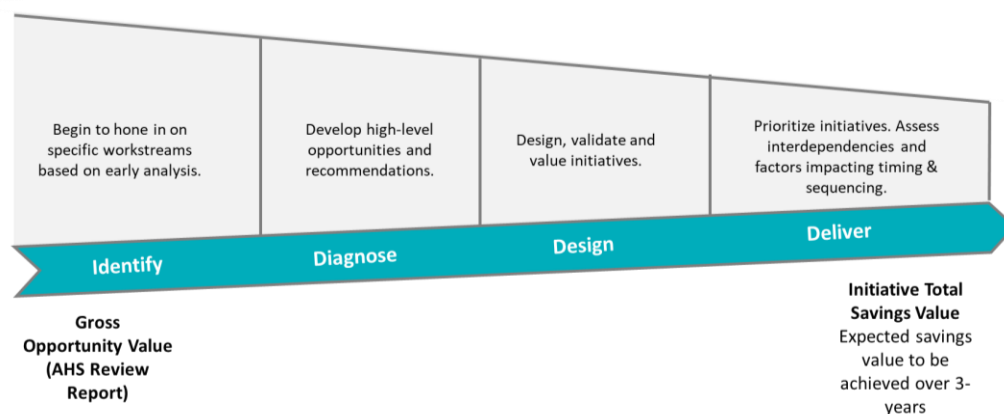 Begin to hone in on
specific workstreams
based on early analysis.
Develop high-level
opportunities and
recommendations.
Design, validate and
value initiatives.
Prioritize initiatives. Assess
interdependencies and
factors impacting timing &
sequencing.
Identify
Diagnose
Design
Deliver
Gross
Opportunity Value
(AHS Review
Report)
Initiative Total
Savings Value
Expected savings
value to be
achieved over 3-
years